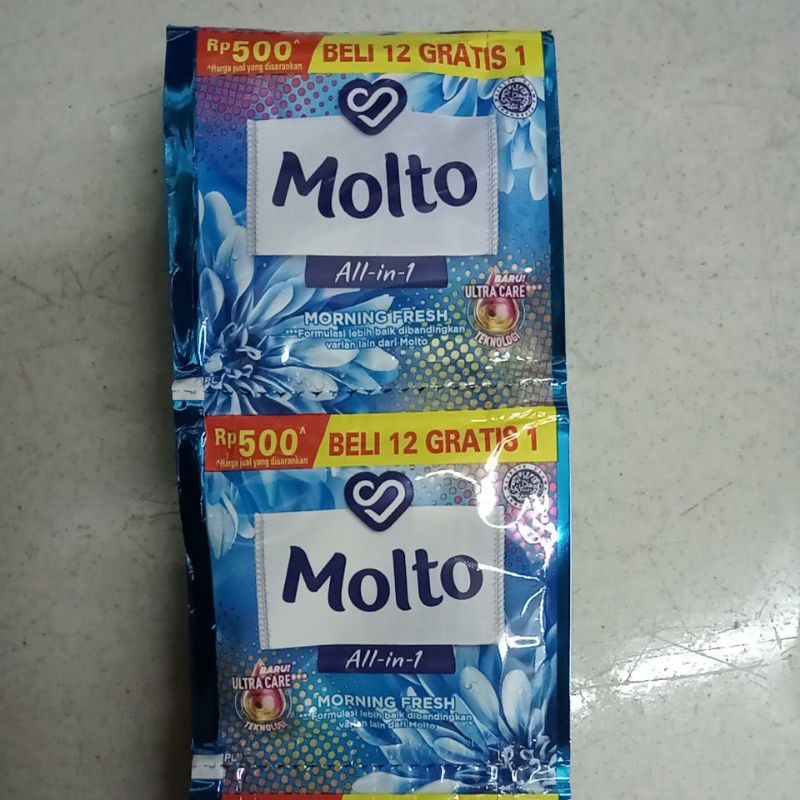 Rp500^ BELI 12 GRATIS 1
^Harga jual yang disarankan
Molto
All-in-1
BARU!
ULTRA CARE***
TEKNOLOGI
MORNING FRESH
***Formulasi lebih baik dibandingkan
varian lain dari Molto
PL
Rp500^ BELI 12 GRATIS 1
^Harga jual yang disarankan
Molto
All-in-1
BARU!
ULTRA CARE***
TEKNOLOGI
MORNING FRESH
***Formulasi lebih baik dibandingkan
varian lain dari Molto
PL